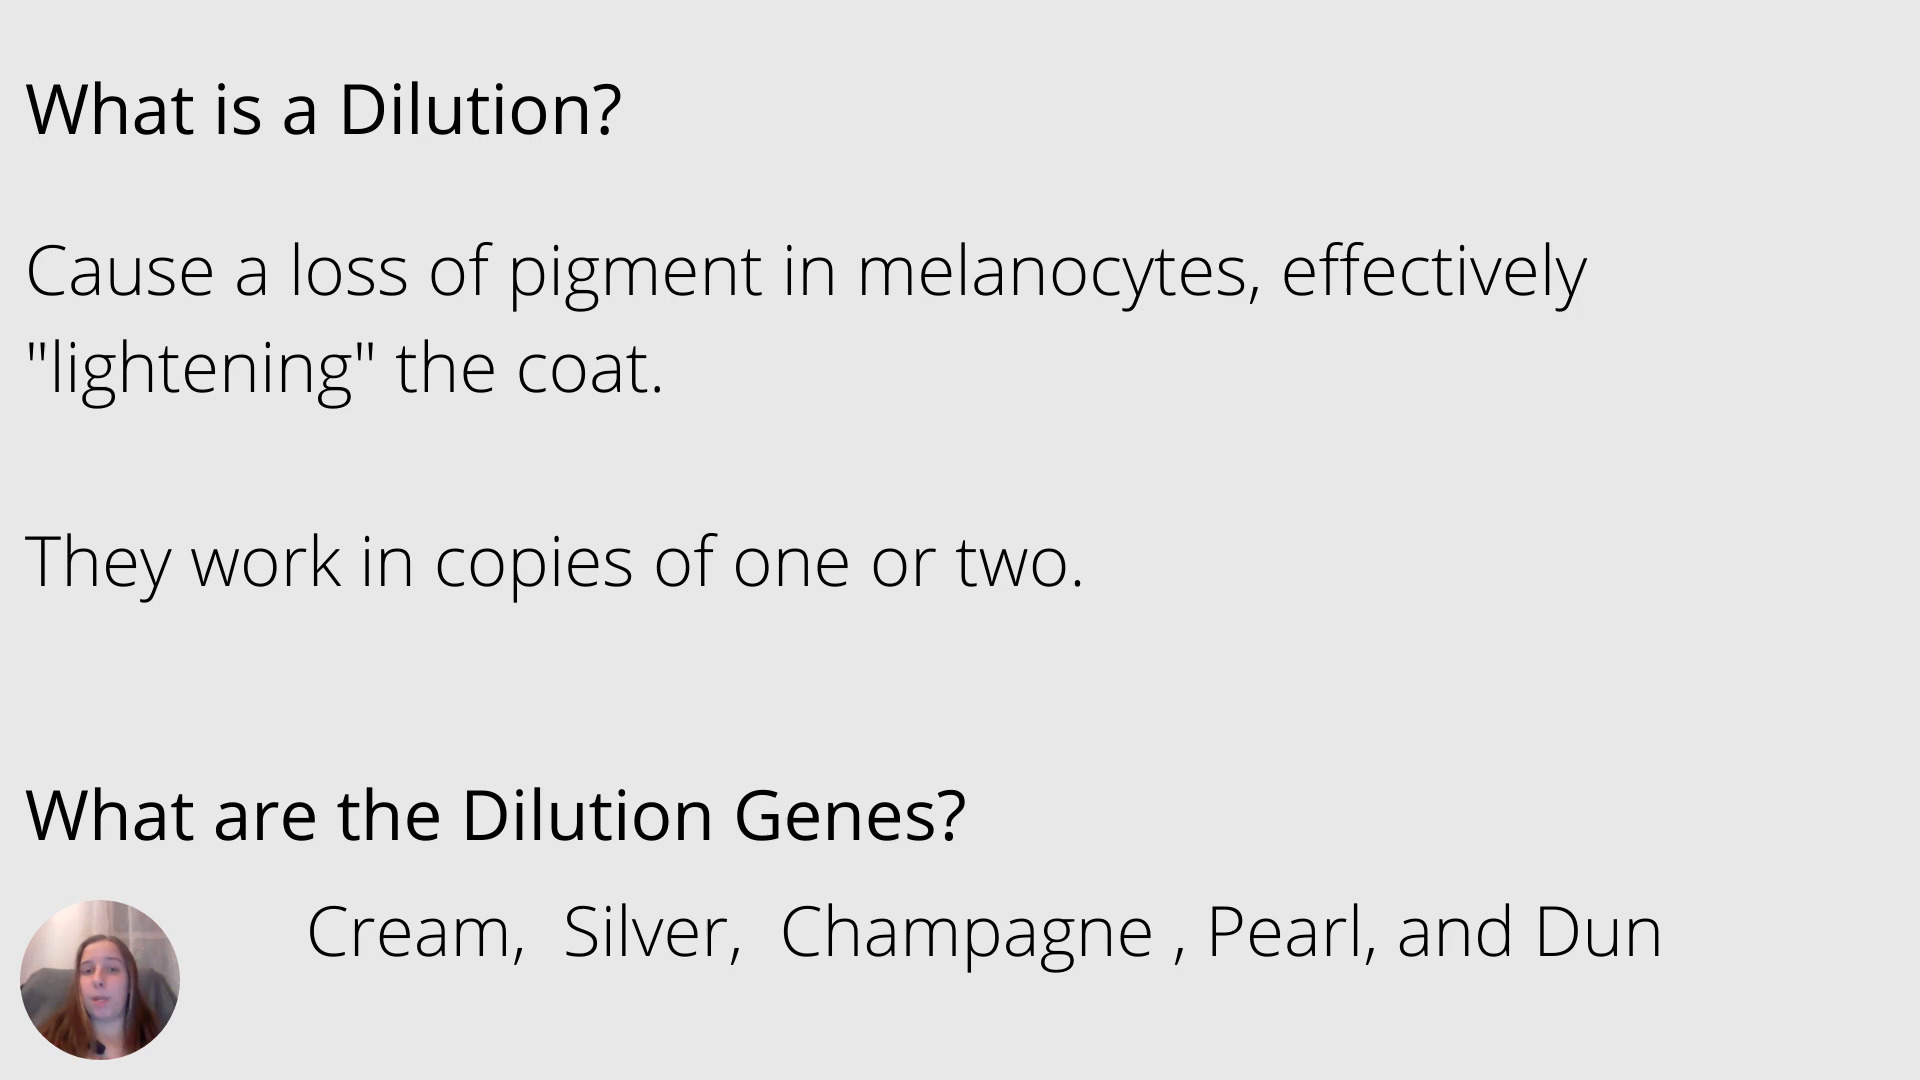 What is a Dilution?
Cause a loss of pigment in melanocytes, effectively
"lightening" the coat.
They work in copies of one or two.
What are the Dilution Genes?
Cream, Silver, Champagne , Pearl, and Dun